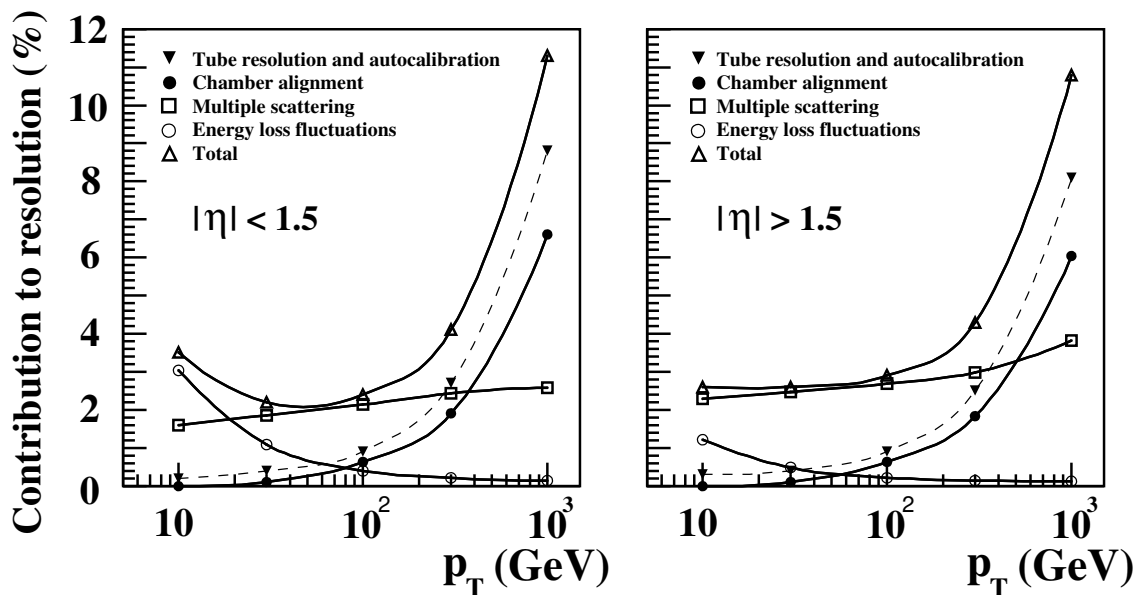 Contribution to resolution (%)
12
10
8
6
4
2
0
Tube resolution and autocalibration
Chamber alignment
Multiple scattering
Energy loss fluctuations
Total
|η| < 1.5
10
10²
10³
p_T (GeV)
Tube resolution and autocalibration
Chamber alignment
Multiple scattering
Energy loss fluctuations
Total
|η| > 1.5
10
10²
10³
p_T (GeV)